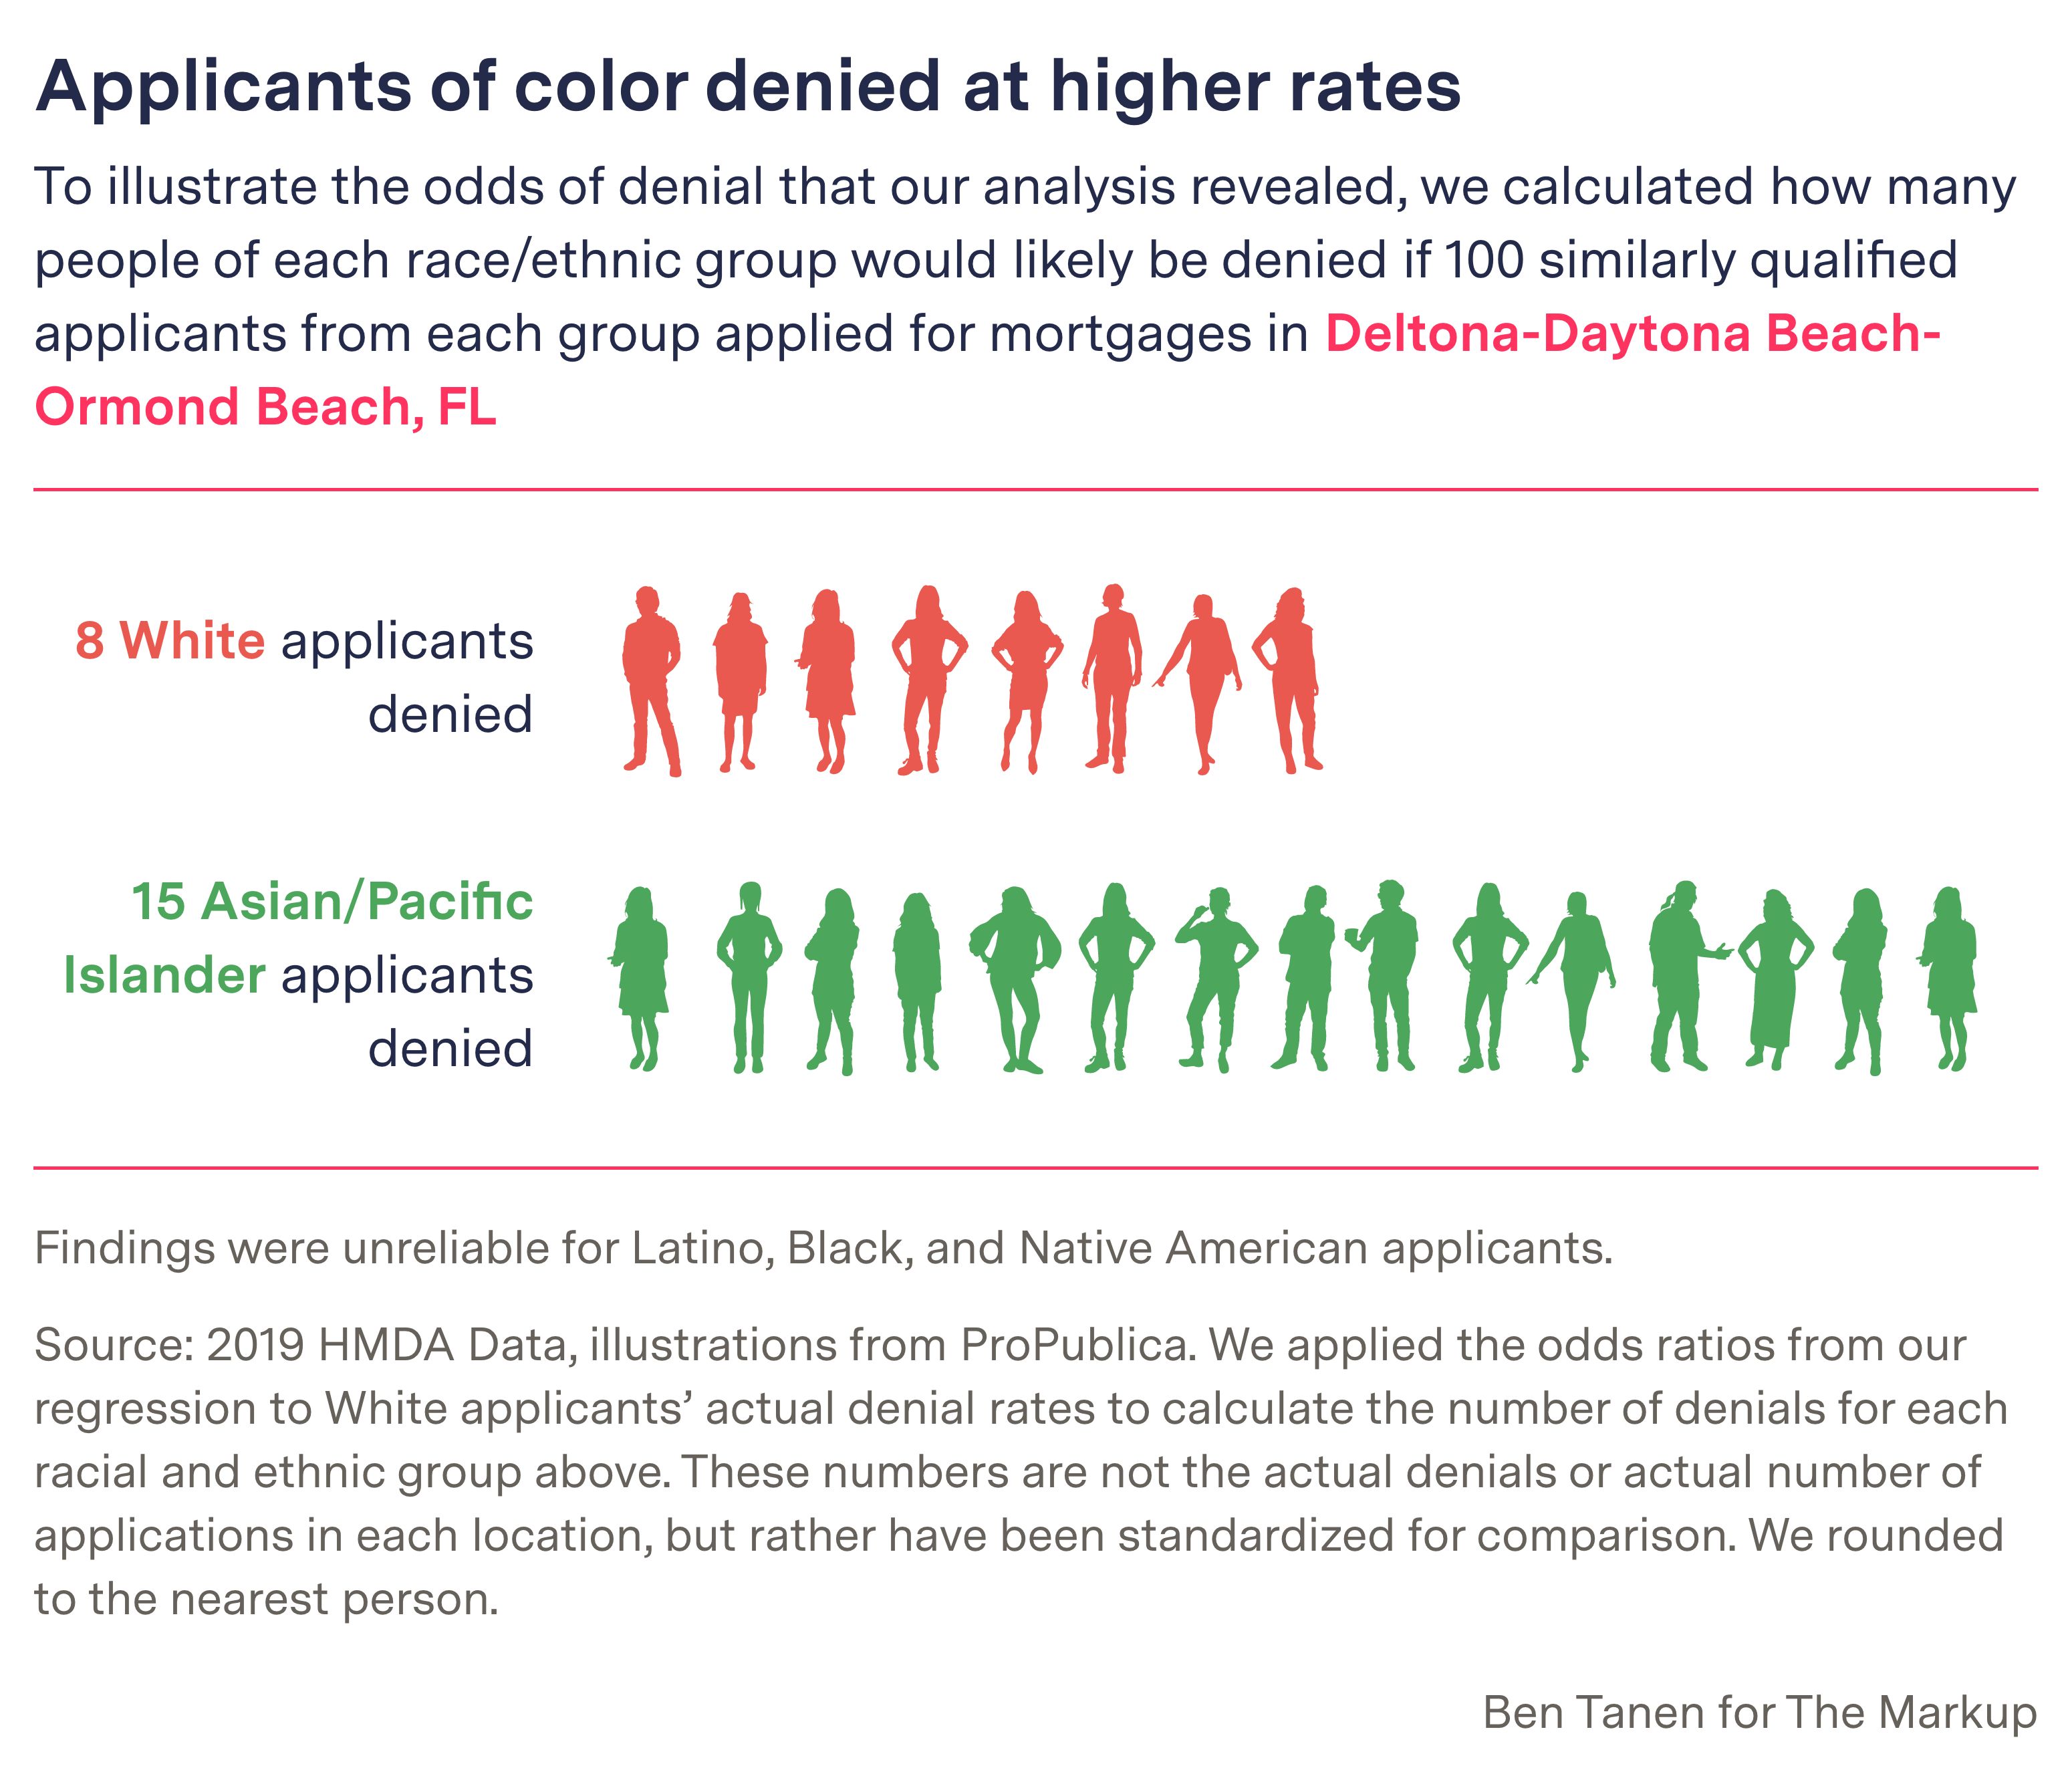 Applicants of color denied at higher rates
To illustrate the odds of denial that our analysis revealed, we calculated how many
people of each race/ethnic group would likely be denied if 100 similarly qualified
applicants from each group applied for mortgages in Deltona-Daytona Beach-
Ormond Beach, FL
8 White applicants
denied
15 Asian/Pacific
Islander applicants
denied
Findings were unreliable for Latino, Black, and Native American applicants.
Source: 2019 HMDA Data, illustrations from ProPublica. We applied the odds ratios from our
regression to White applicants’ actual denial rates to calculate the number of denials for each
racial and ethnic group above. These numbers are not the actual denials or actual number of
applications in each location, but rather have been standardized for comparison. We rounded
to the nearest person.
Ben Tanen for The Markup